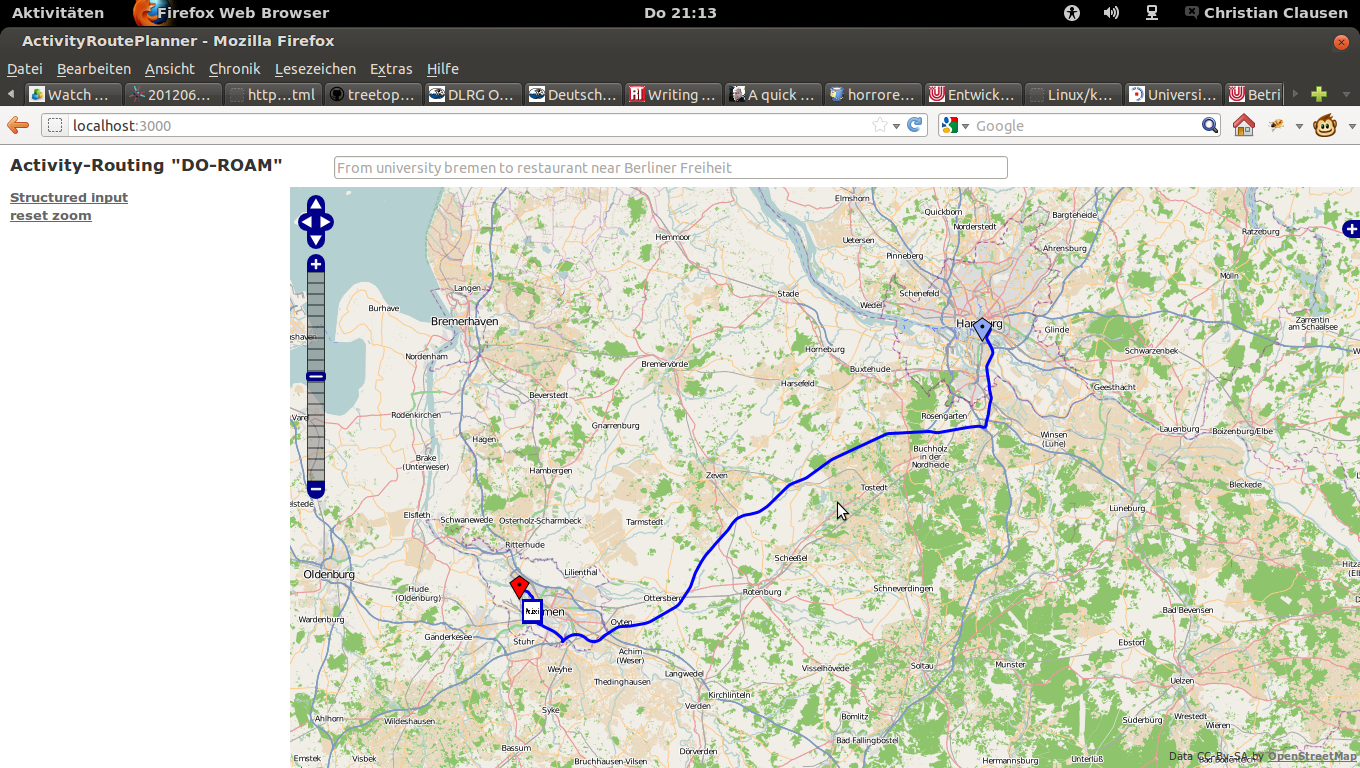 Aktivitäten Firefox Web Browser Do 21:13 Christian Clausen
ActivityRoutePlanner - Mozilla Firefox
Datei Bearbeiten Ansicht Chronik Lesezeichen Extras Hilfe
Watch ... 201206... http...tml treetop... DLRG O... Deutsch... Writing ... A quick ... horrore... Entwick... Linux/k... Universi... Betri
localhost:3000 Google
Activity-Routing "DO-ROAM" From university bremen to restaurant near Berliner Freiheit
Structured input
reset zoom
Elmshorn
Quickborn
Bargteheide
Norderstedt
Ratzeburg
Hemmoor
Uetersen
Ahrensburg
Pinneberg
Mölln
Langen
Stade
Schenefeld
Burhave
Wedel
Bremerhaven
Zarrentin
am Schaalsee
Glinde
Horneburg
Schwarzenbek
Nordenham
Bremervörde
Buxtehude
Harsefeld
Geesthacht
Beverstedt
Rodenkirchen
Rosengarten
Gnarrenburg
Lauenburg
Boizenburg/Elbe
Winsen
(Luhe)
Hagen
Buchholz
in der
Nordheide
Brake
(Unterweser)
Hambergen
Zeven
Tostedt
Bleckede
Lüneburg
Elsfleth
Schwanewede
Osterholz-Scharmbeck
Tarmstedt
Ritterhude
Scheeßel
Oldenburg
Lilienthal
Hude
(Oldenburg)
Rotenburg
Schneverdingen
Ottersberg
Bad Bevensen
Wardenburg
Oyten
Ganderkesee
Stuhr
Ebstorf
Achim
(Weser)
Weyhe
Visselhövede
Soltau
Munster
Langwedel
Thedinghausen
Uelzen
Kirchlinteln
Verden
Syke
Bomlitz
Ahlhorn
Wildeshausen
Suderburg
Wrestedt
Wieren
Bad Fallingbostel
Bassum
Dörverden
Emstek
Visbek
Bruchhausen-Vilsen
Hermannsburg
Unterlüß
Data CC-By-SA by OpenStreetMap